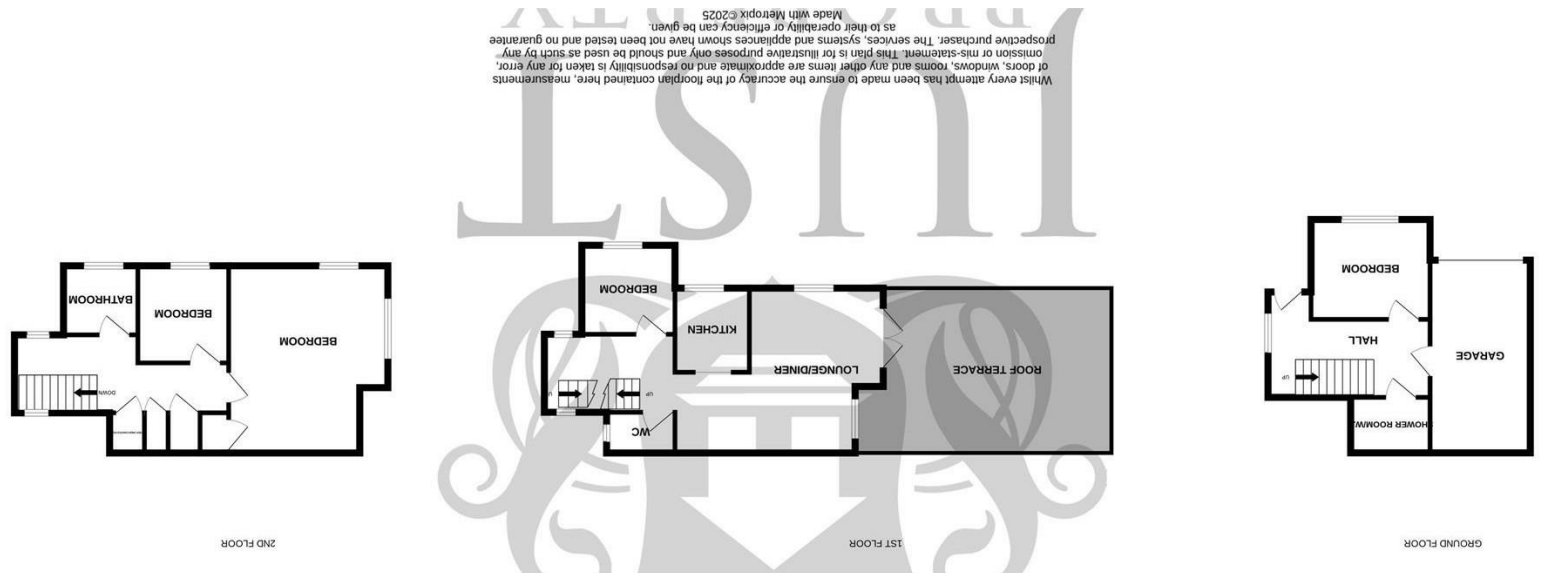 GROUND FLOOR
1ST FLOOR
2ND FLOOR
SHOWER ROOM/W
UP
HALL
GARAGE
BEDROOM
WC
UP
LOUNGE/DINER
ROOF TERRACE
KITCHEN
BEDROOM
DOWN
BEDROOM
BEDROOM
BATHROOM
JUST
PROPERTY
Whilst every attempt has been made to ensure the accuracy of the floorplan contained here, measurements
of doors, windows, rooms and any other items are approximate and no responsibility is taken for any error,
omission or mis-statement. This plan is for illustrative purposes only and should be used as such by any
prospective purchaser. The services, systems and appliances shown have not been tested and no guarantee
as to their operability or efficiency can be given.
Made with Metropix ©2025